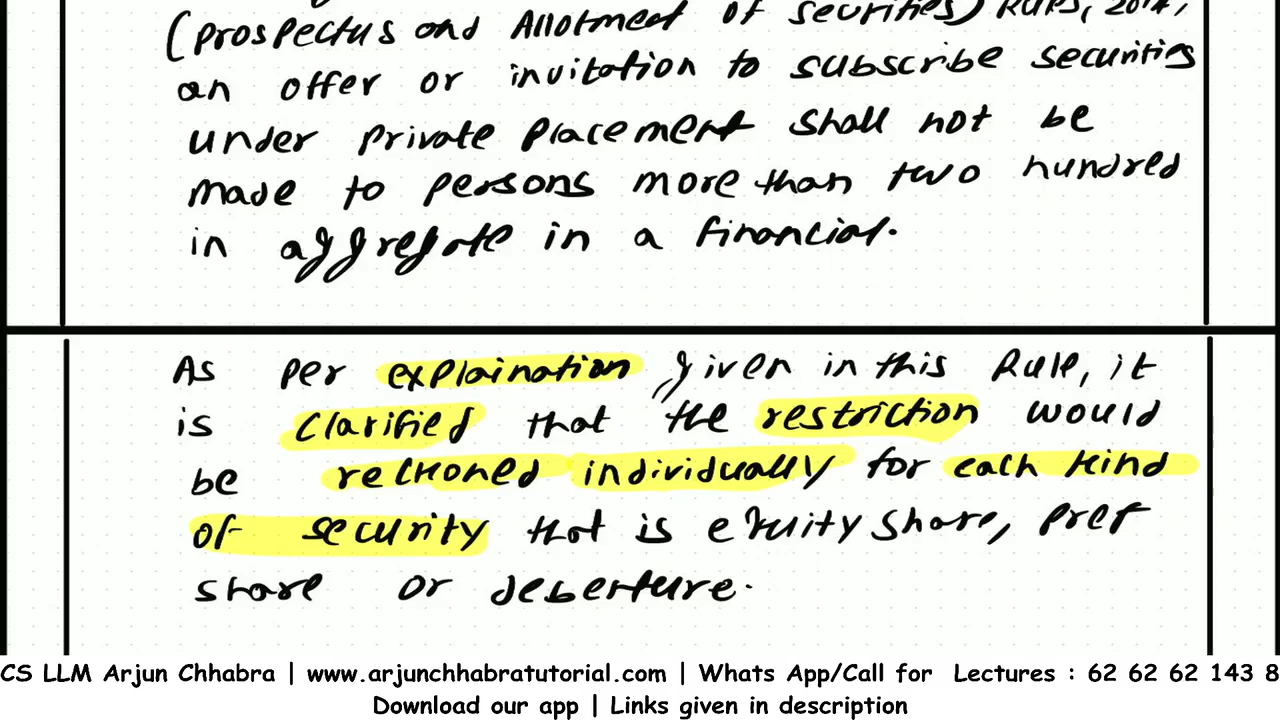 (Prospectus and Allotment of Securities) Rules, 2014,
an offer or invitation to subscribe securities
under private placement shall not be
made to persons more than two hundred
in aggregate in a financial.
As per explaination given in this Rule, it
is clarified that the restriction would
be reckoned individually for each kind
of security that is equity share, pref
share or debenture.
CS LLM Arjun Chhabra | www.arjunchhabratutorial.com | Whats App/Call for Lectures : 62 62 62 143 8
Download our app | Links given in description